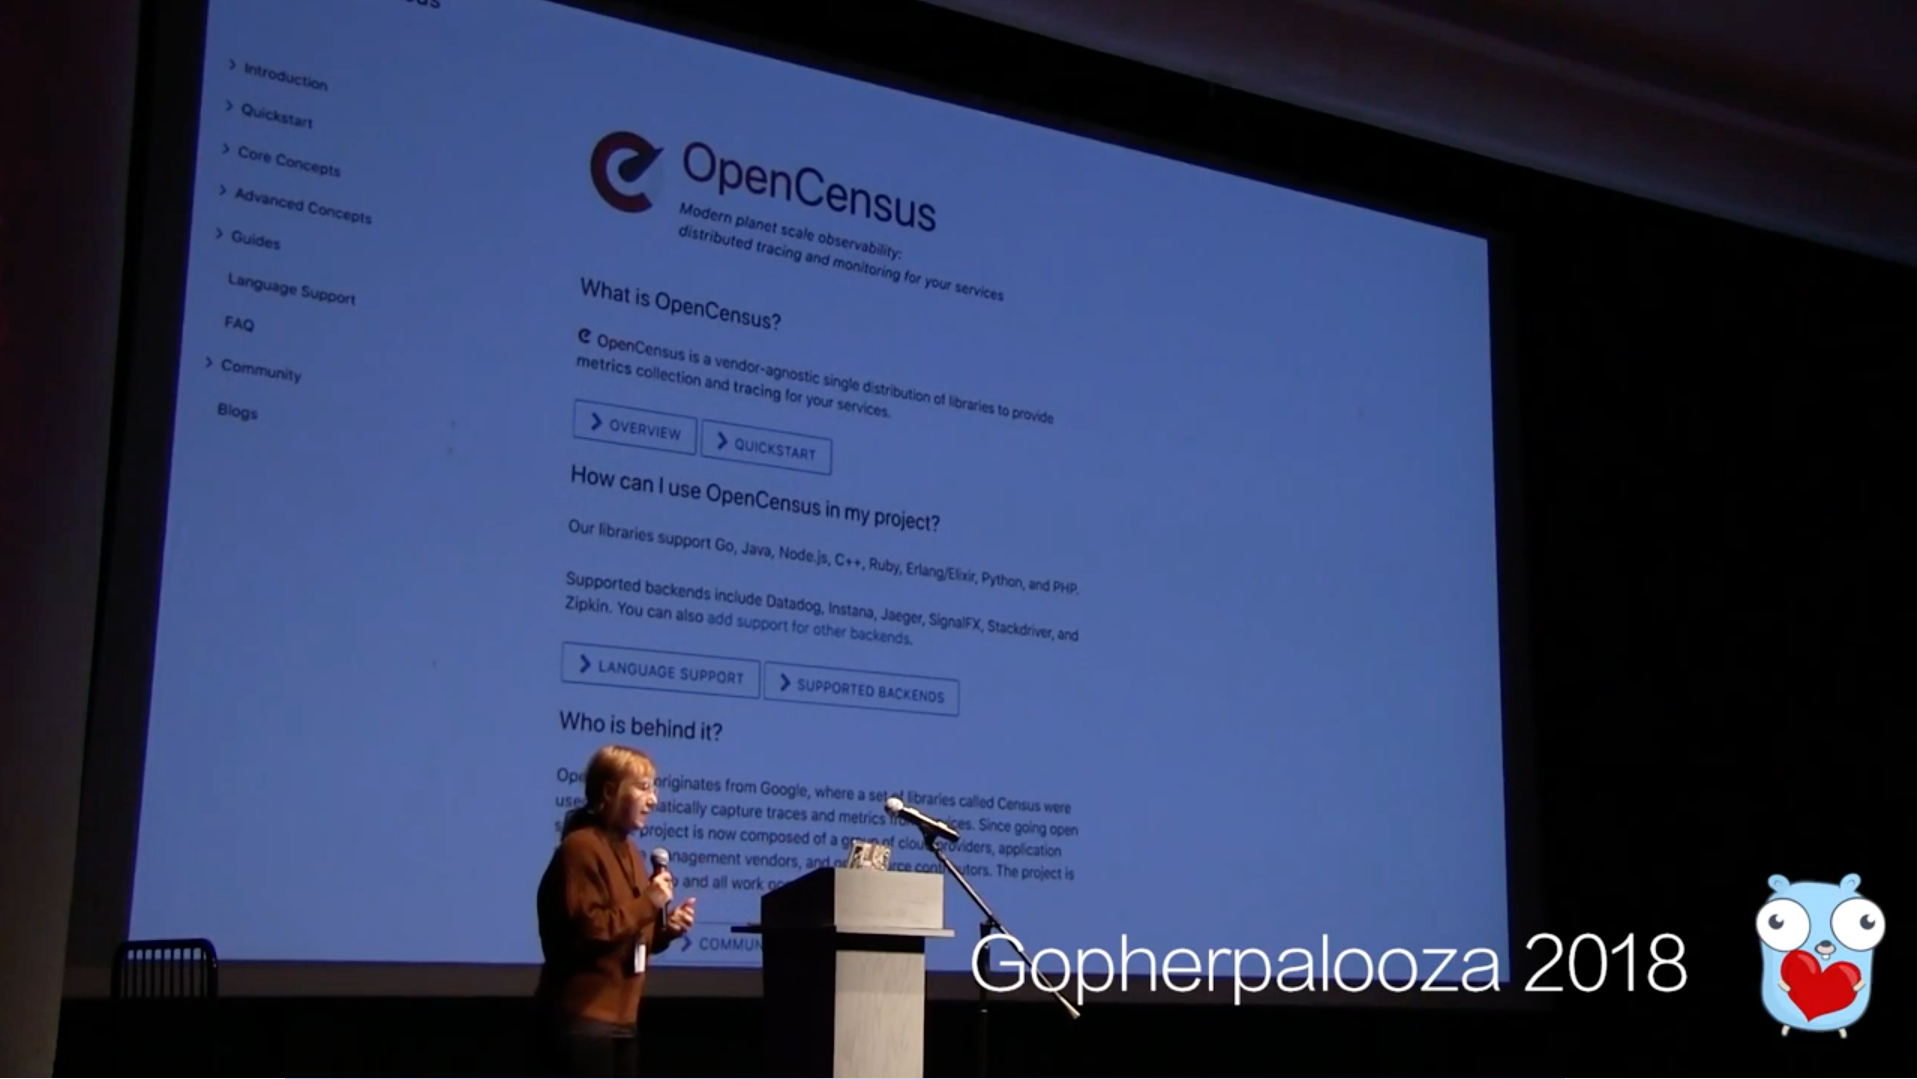 Introduction
Quickstart
Core Concepts
Advanced Concepts
Guides
Language Support
FAQ
Community
Blogs
OpenCensus
Modern planet scale observability:
distributed tracing and monitoring for your services
What is OpenCensus?
OpenCensus is a vendor-agnostic single distribution of libraries to provide
metrics collection and tracing for your services.
OVERVIEW
QUICKSTART
How can I use OpenCensus in my project?
Our libraries support Go, Java, Node.js, C++, Ruby, Erlang/Elixir, Python, and PHP.
Supported backends include Datadog, Instana, Jaeger, SignalFX, Stackdriver, and
Zipkin. You can also add support for other backends.
LANGUAGE SUPPORT
SUPPORTED BACKENDS
Who is behind it?
originates from Google, where a set of libraries called Census were
traces and metrics Since going open
project is now composed of a group of cloud providers, application
vendors, and The project is
and all work
Gopherpalooza 2018